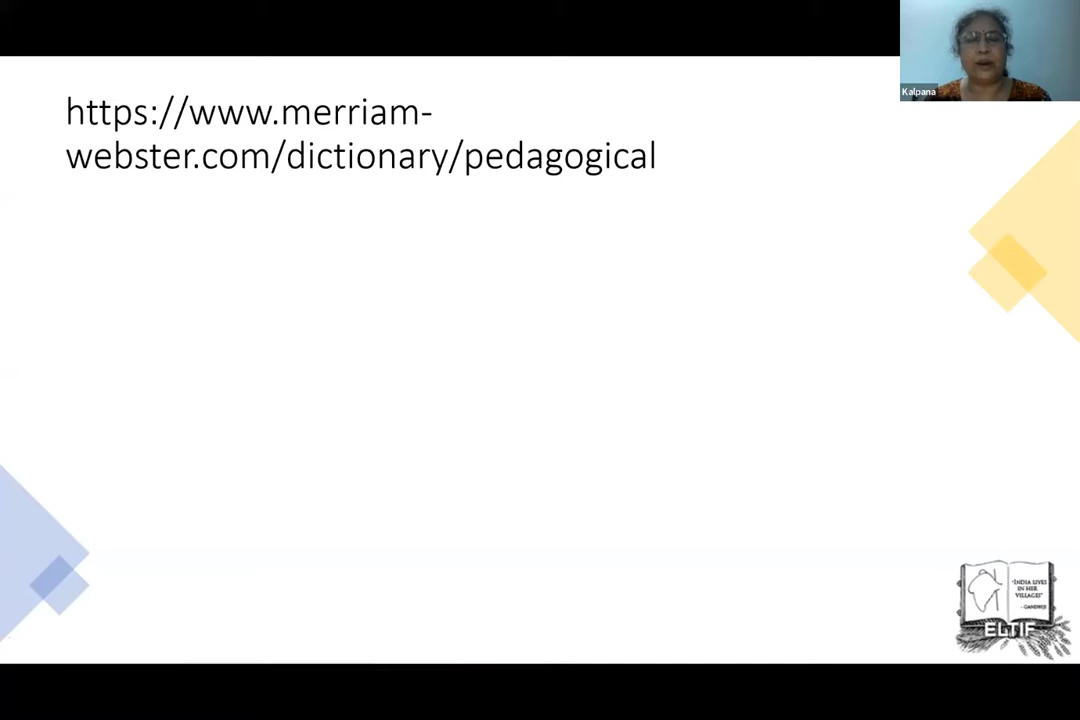 https://www.merriam-
webster.com/dictionary/pedagogical
Kalpana
"INDIA LIVES
IN HER
VILLAGES"
- GANDHIJI
ELTIF